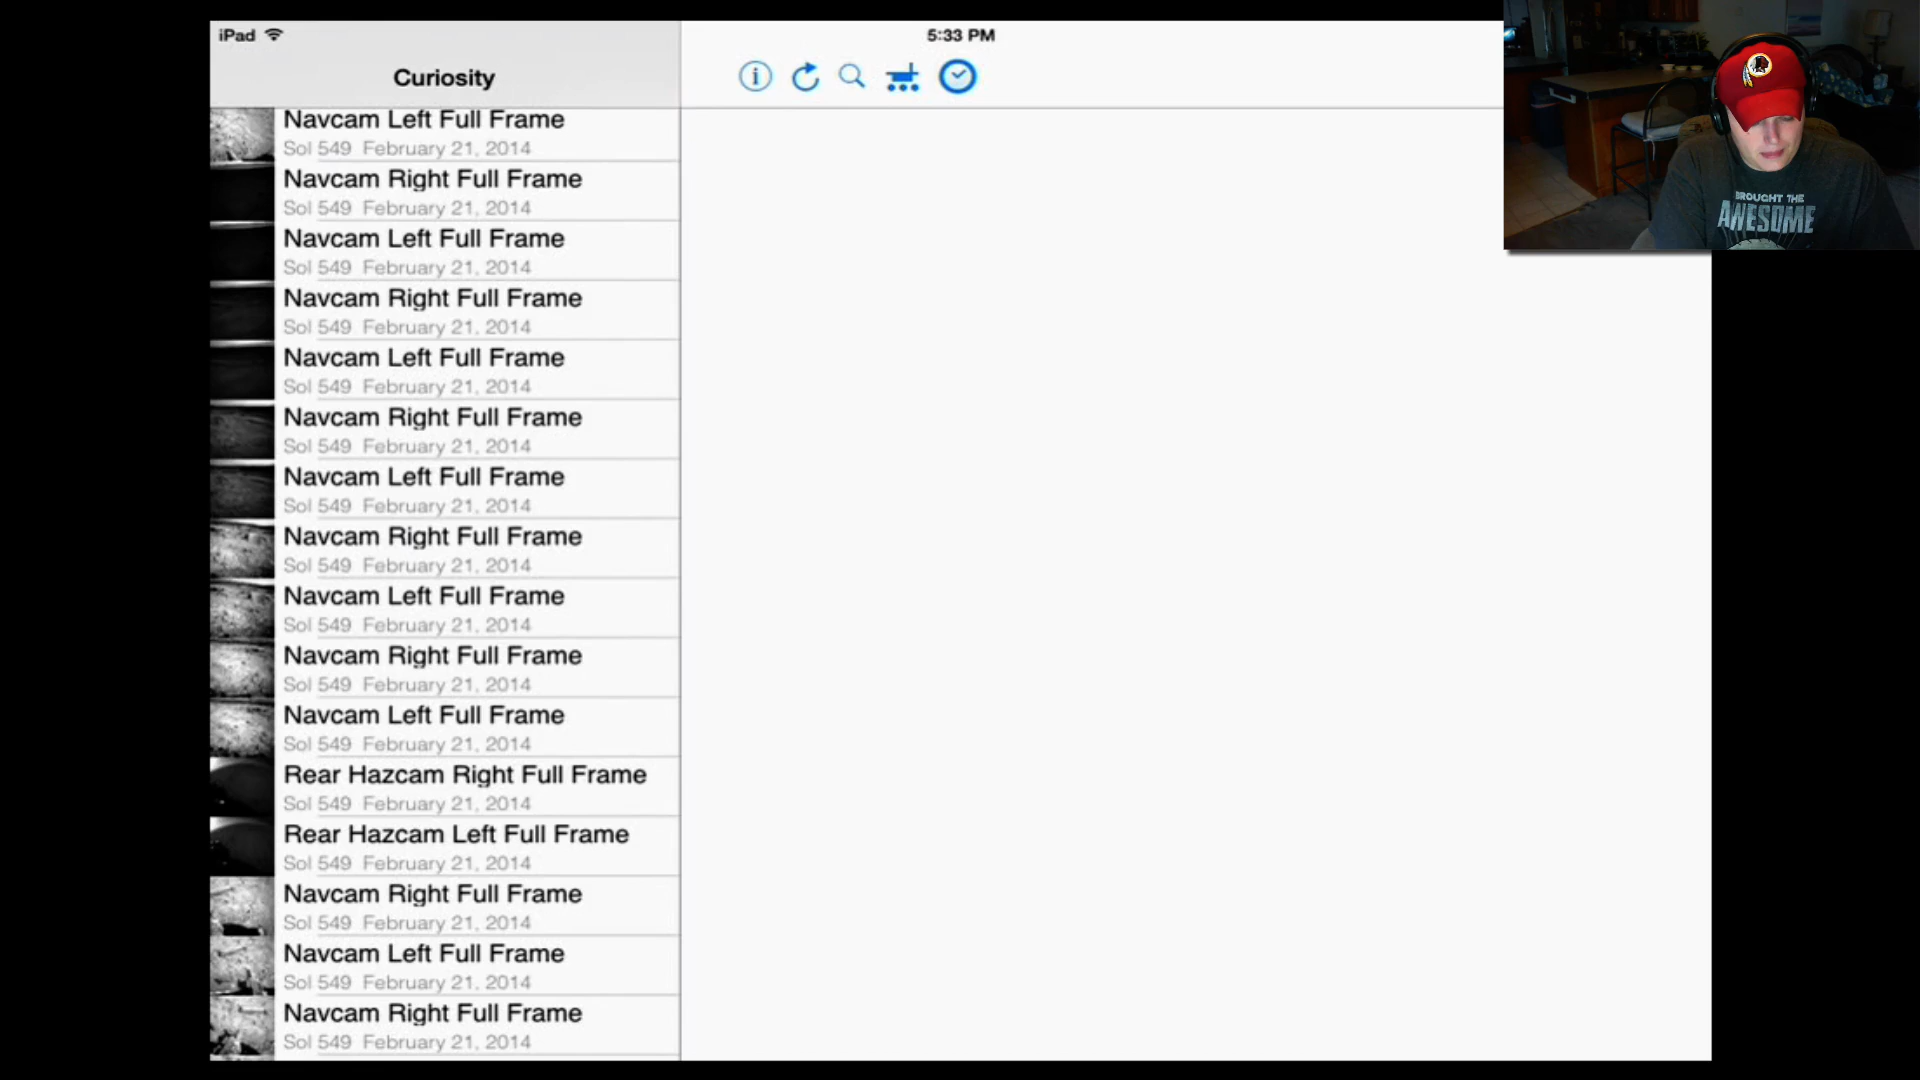 iPad
5:33 PM
Curiosity
Navcam Left Full Frame
Sol 549 February 21, 2014
Navcam Right Full Frame
Sol 549 February 21, 2014
Navcam Left Full Frame
Sol 549 February 21, 2014
Navcam Right Full Frame
Sol 549 February 21, 2014
Navcam Left Full Frame
Sol 549 February 21, 2014
Navcam Right Full Frame
Sol 549 February 21, 2014
Navcam Left Full Frame
Sol 549 February 21, 2014
Navcam Right Full Frame
Sol 549 February 21, 2014
Navcam Left Full Frame
Sol 549 February 21, 2014
Navcam Right Full Frame
Sol 549 February 21, 2014
Navcam Left Full Frame
Sol 549 February 21, 2014
Rear Hazcam Right Full Frame
Sol 549 February 21, 2014
Rear Hazcam Left Full Frame
Sol 549 February 21, 2014
Navcam Right Full Frame
Sol 549 February 21, 2014
Navcam Left Full Frame
Sol 549 February 21, 2014
Navcam Right Full Frame
Sol 549 February 21, 2014
BROUGHT THE
AWESOME